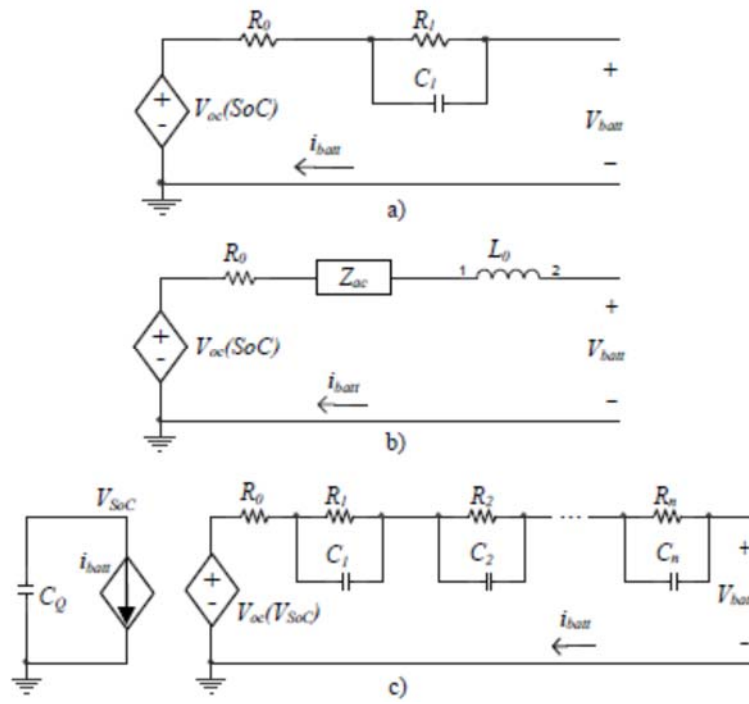 R₀ R₁
C₁
+ - Vₒc(SoC) + Vbatt −
ibatt
a)
R₀ Zac 1 L₀ 2
+ - Vₒc(SoC) + Vbatt −
ibatt
b)
VSoC R₀ R₁ R₂ ... Rₙ
C₁ C₂ Cₙ
CQ ibatt + - Vₒc(VSoC) + Vbat −
ibatt
c)